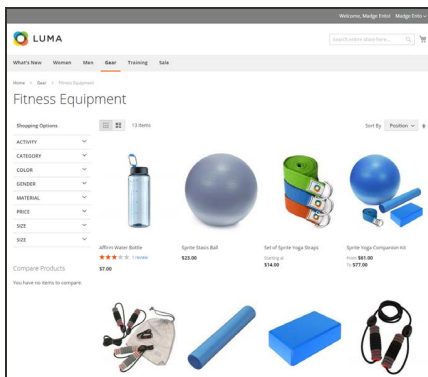 Welcome, Madge Ento! Madge Ento
LUMA
Search entire store here...
What's New Women Men Gear Training Sale
Home Gear Fitness Equipment
Fitness Equipment
Shopping Options
13 Items
Sort By Position
ACTIVITY
CATEGORY
COLOR
GENDER
MATERIAL
PRICE
SIZE
SIZE
Affirm Water Bottle
1 review
$7.00
Sprite Stasis Ball
$23.00
Set of Sprite Yoga Straps
Starting at
$14.00
Sprite Yoga Companion Kit
From $61.00
To $77.00
Compare Products
You have no items to compare.